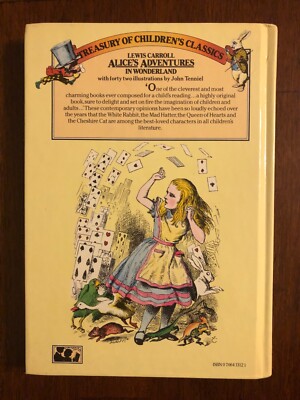 TREASURY OF CHILDREN'S CLASSICS
LEWIS CARROLL
ALICE'S ADVENTURES
IN WONDERLAND
with forty two illustrations by John Tenniel
'One of the cleverest and most
charming books ever composed for a child's reading...a highly original
book, sure to delight and set on fire the imagination of children and
adults...' These contemporary opinions have been so loudly echoed over
the years that the White Rabbit, the Mad Hatter, the Queen of Hearts and
the Cheshire Cat are among the best-loved characters in all children's
literature.